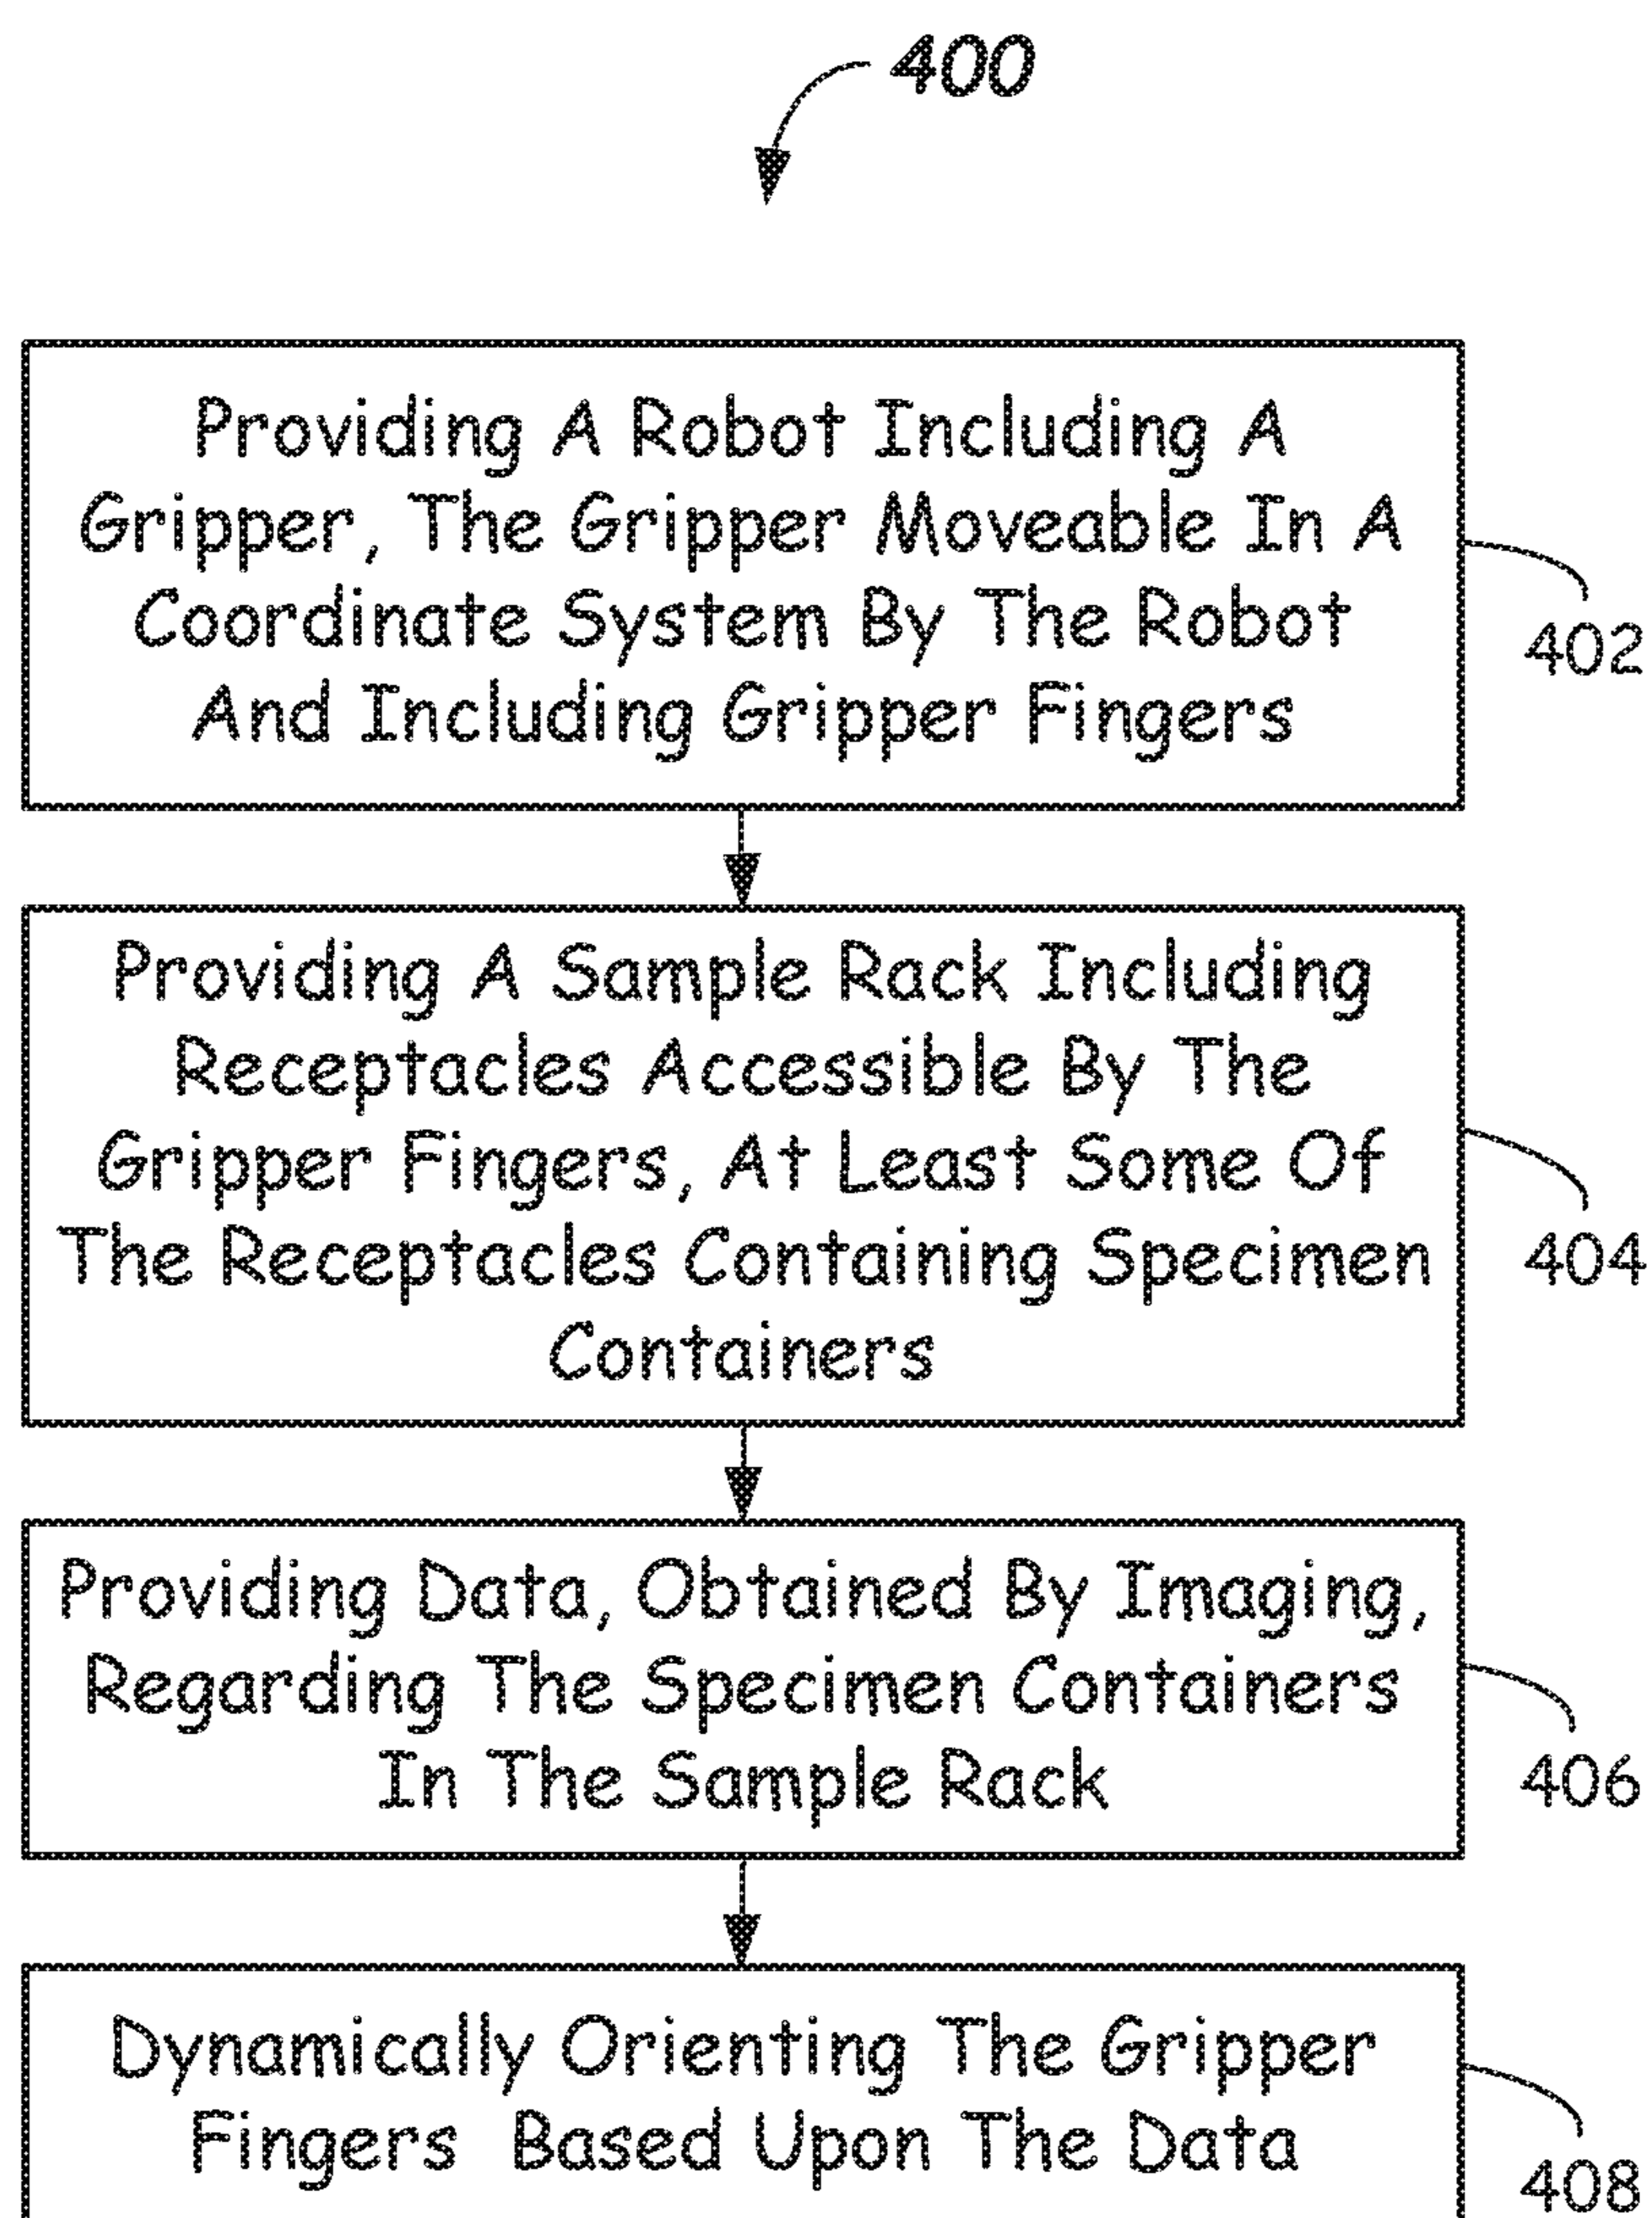 400
Providing A Robot Including A
Gripper, The Gripper Moveable In A
Coordinate System By The Robot
And Including Gripper Fingers
402
Providing A Sample Rack Including
Receptacles Accessible By The
Gripper Fingers, At Least Some Of
The Receptacles Containing Specimen
Containers
404
Providing Data, Obtained By Imaging,
Regarding The Specimen Containers
In The Sample Rack
406
Dynamically Orienting The Gripper
Fingers Based Upon The Data
408